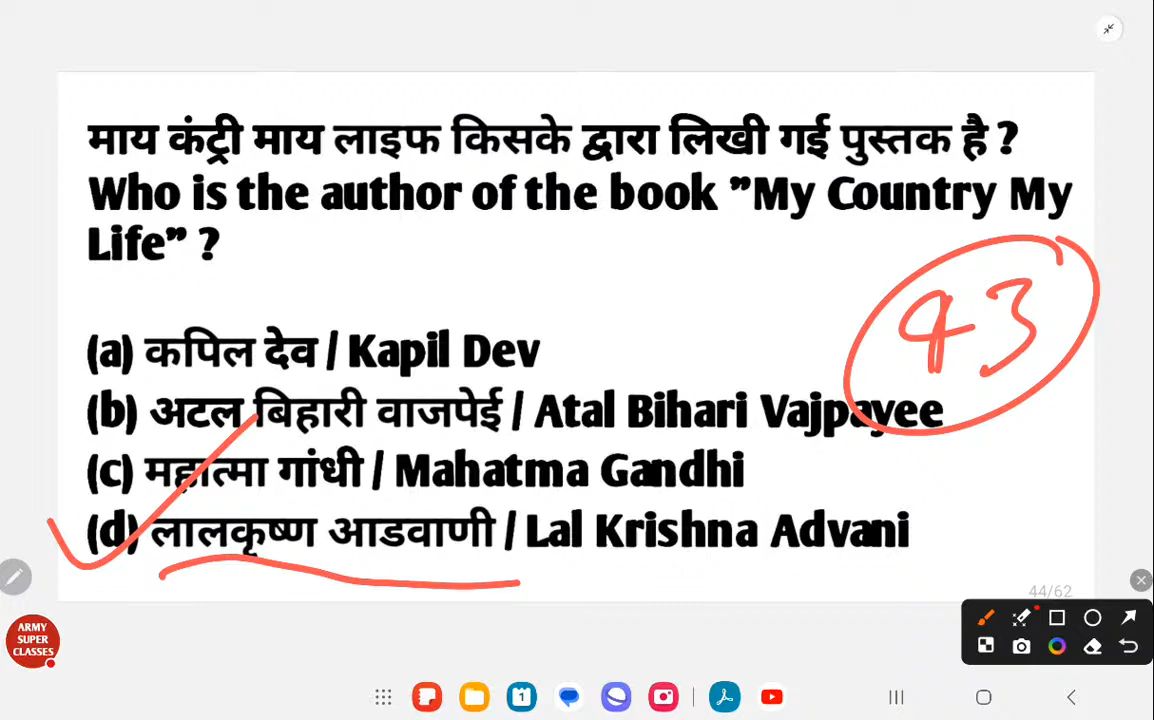 माय कंट्री माय लाइफ किसके द्वारा लिखी गई पुस्तक है ?
Who is the author of the book ”My Country My
Life” ?
43
(a) कपिल देव / Kapil Dev
(b) अटल बिहारी वाजपेई / Atal Bihari Vajpayee
(c) महात्मा गांधी / Mahatma Gandhi
(d) लालकृष्ण आडवाणी / Lal Krishna Advani
44/62
ARMY
SUPER
CLASSES
1